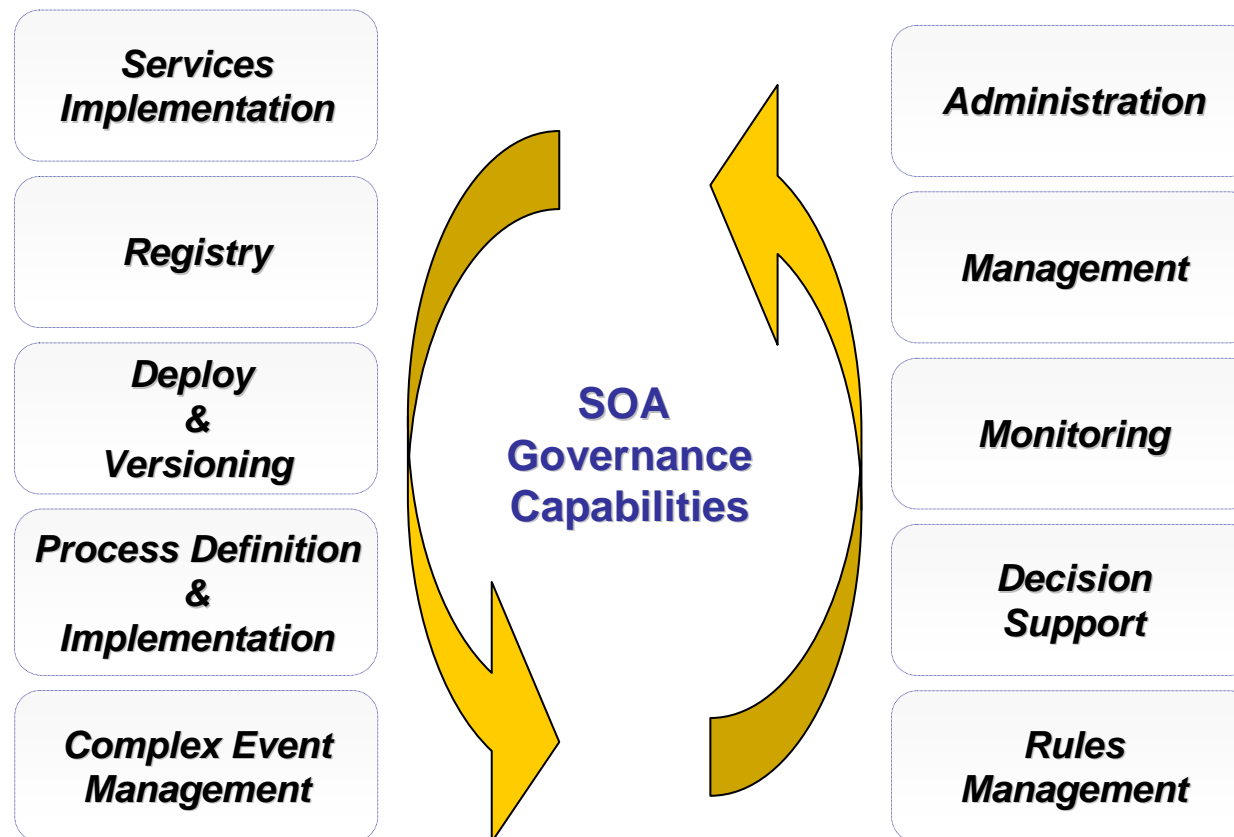 Services
Implementation
Registry
Deploy
&
Versioning
Process Definition
&
Implementation
Complex Event
Management
SOA
Governance
Capabilities
Administration
Management
Monitoring
Decision
Support
Rules
Management